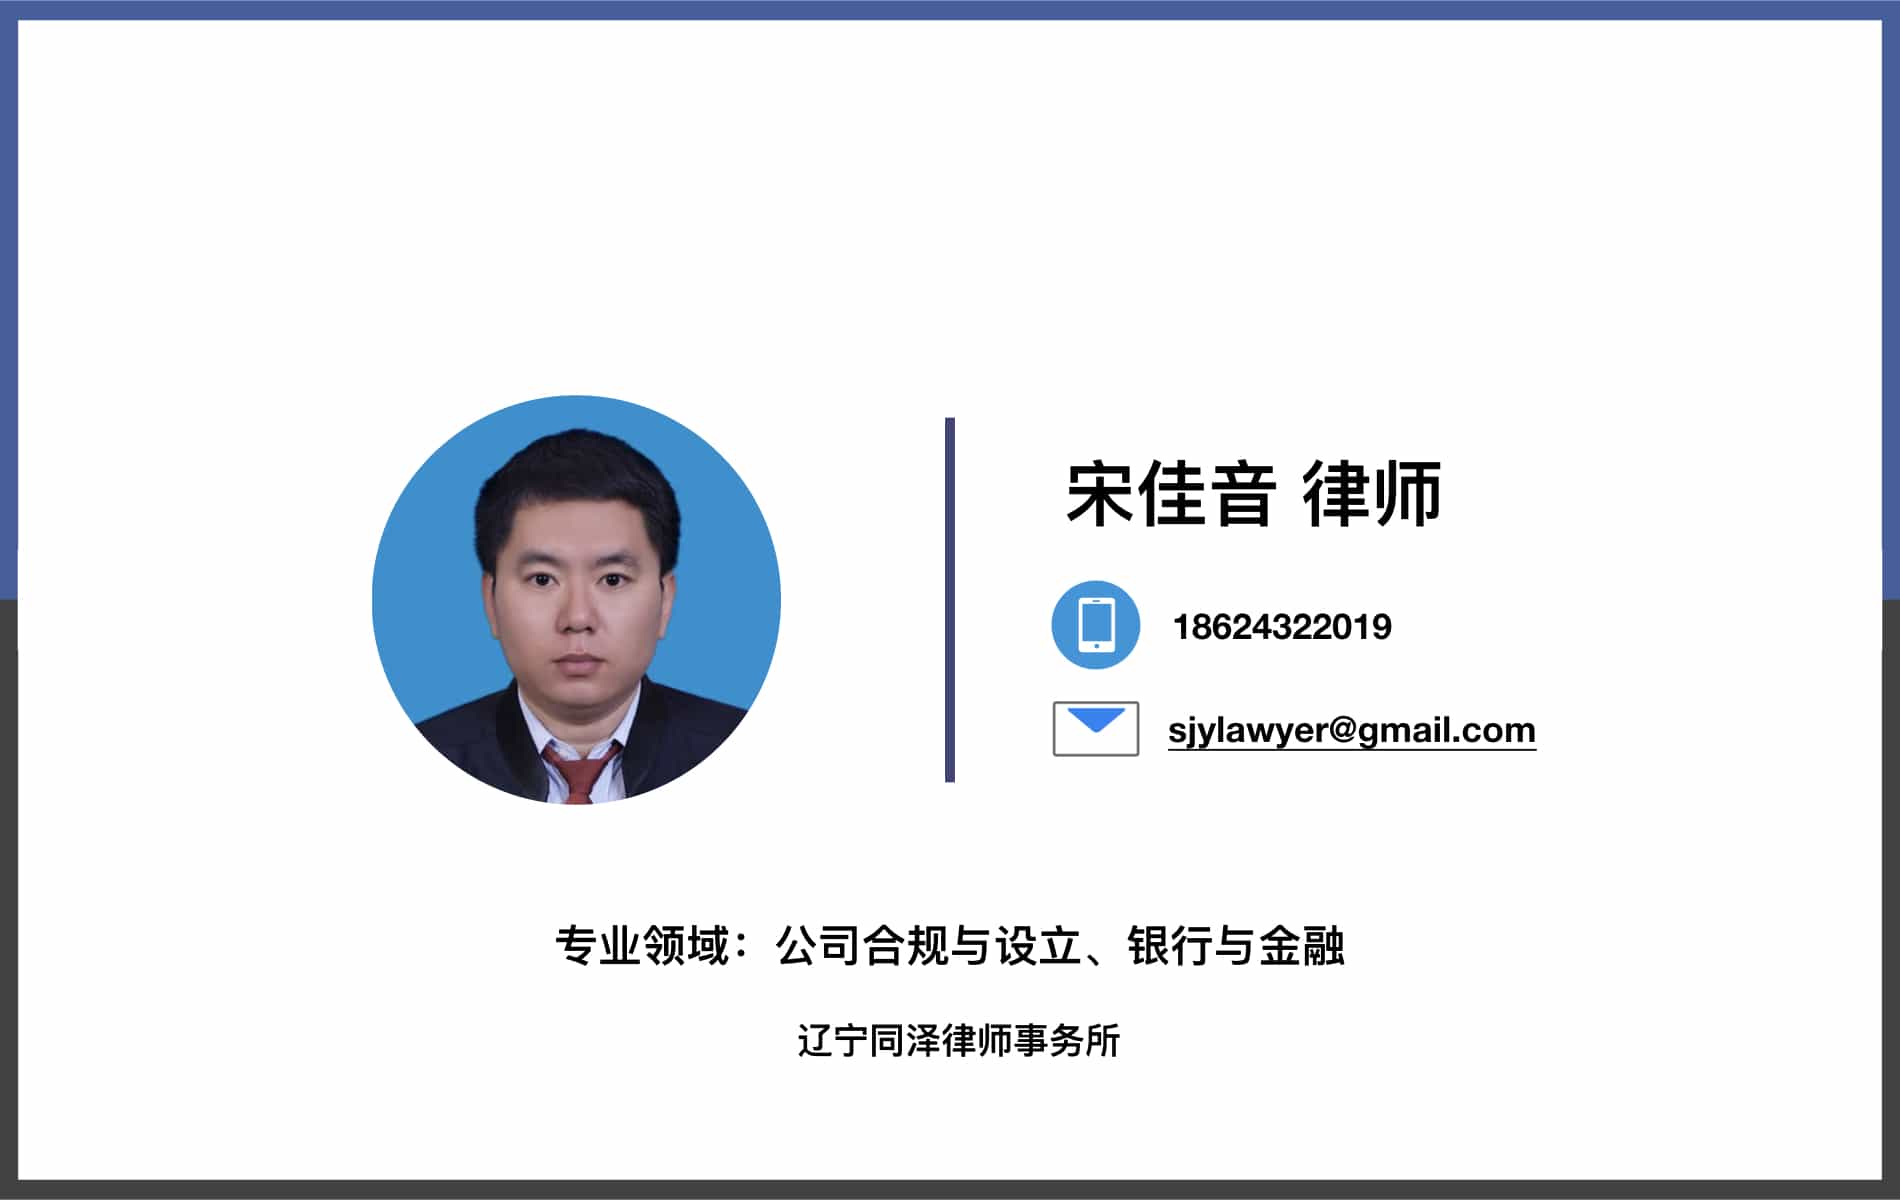 宋佳音 律师
18624322019
sjylawyer@gmail.com
专业领域：公司合规与设立、银行与金融
辽宁同泽律师事务所